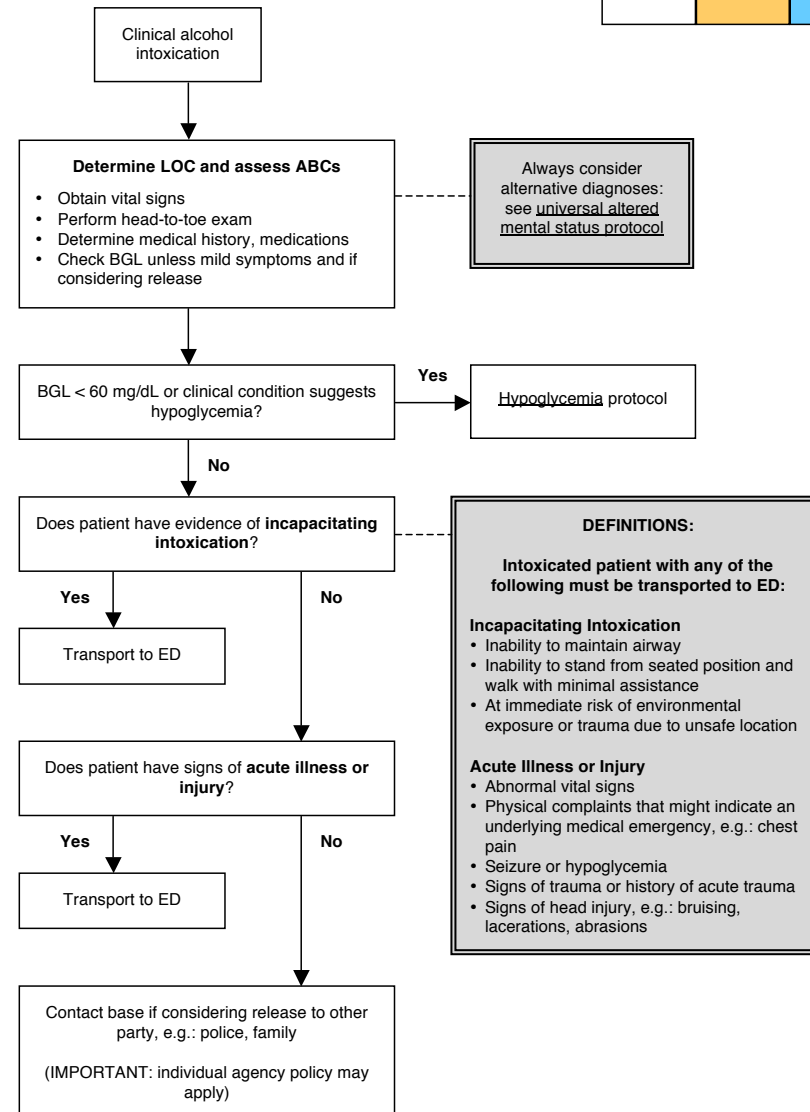 Clinical alcohol
intoxication
Determine LOC and assess ABCs
• Obtain vital signs
• Perform head-to-toe exam
• Determine medical history, medications
• Check BGL unless mild symptoms and if
considering release
Always consider
alternative diagnoses:
see universal altered
mental status protocol
BGL < 60 mg/dL or clinical condition suggests
hypoglycemia?
Yes
Hypoglycemia protocol
No
Does patient have evidence of incapacitating
intoxication?
Yes
No
Transport to ED
DEFINITIONS:
Intoxicated patient with any of the
following must be transported to ED:
Incapacitating Intoxication
• Inability to maintain airway
• Inability to stand from seated position and
walk with minimal assistance
• At immediate risk of environmental
exposure or trauma due to unsafe location
Acute Illness or Injury
• Abnormal vital signs
• Physical complaints that might indicate an
underlying medical emergency, e.g.: chest
pain
• Seizure or hypoglycemia
• Signs of trauma or history of acute trauma
• Signs of head injury, e.g.: bruising,
lacerations, abrasions
Does patient have signs of acute illness or
injury?
Yes
No
Transport to ED
Contact base if considering release to other
party, e.g.: police, family
(IMPORTANT: individual agency policy may
apply)